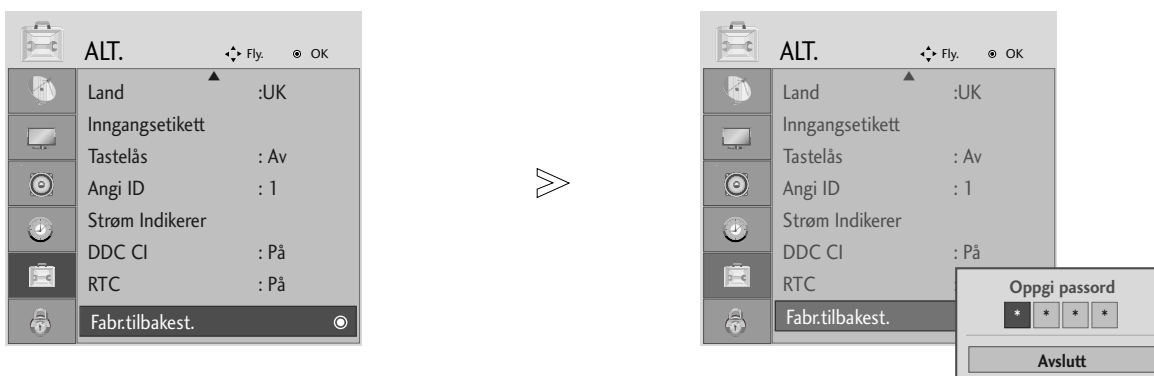 ALT. Fly. OK
Land :UK
Inngangsetikett
Tastelås : Av
Angi ID : 1
Strøm Indikerer
DDC CI : På
RTC : På
Fabr.tilbakest.
ALT. Fly. OK
Land :UK
Inngangsetikett
Tastelås : Av
Angi ID : 1
Strøm Indikerer
DDC CI : På
RTC :
Fabr.tilbakest.
Oppgi passord
* * * *
Avslutt